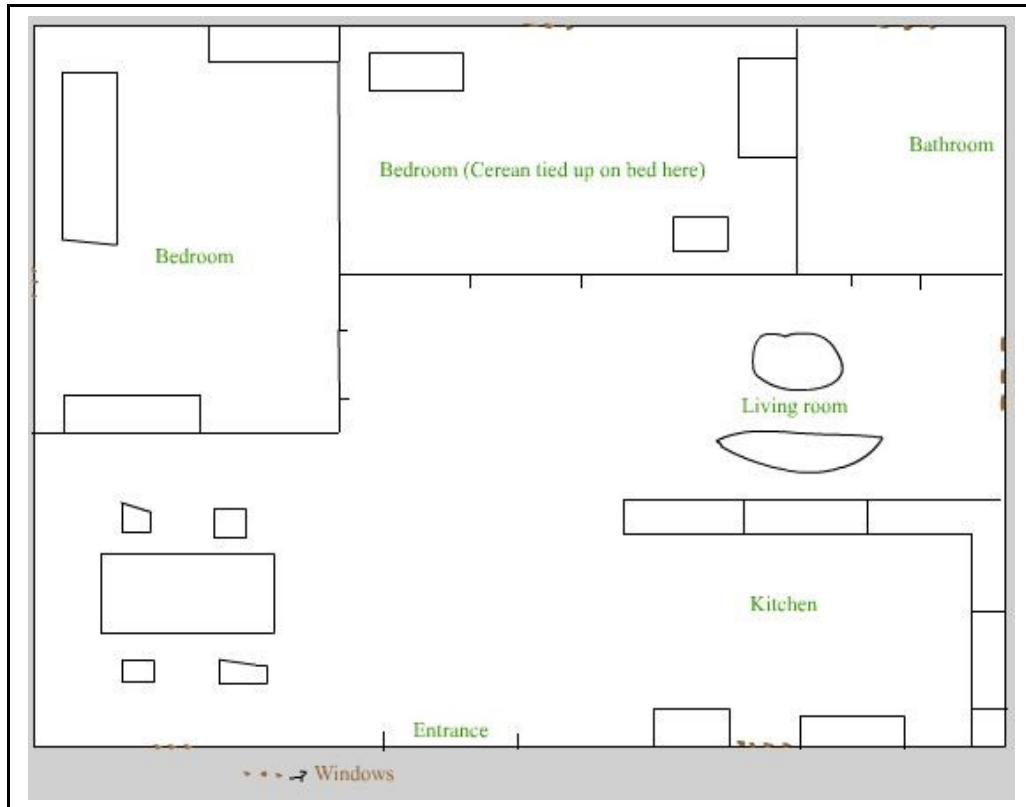 Bathroom
Bedroom (Cerean tied up on bed here)
Bedroom
Living room
Kitchen
Entrance
Windows